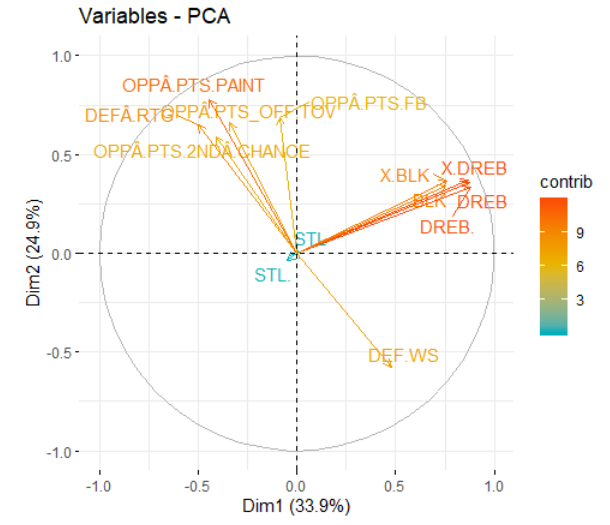 Variables - PCA
1.0
0.5
0.0
-0.5
-1.0
Dim2 (24.9%)
OPPÂ.PTS.PAINT
DEFÂ.RTG
OPPÂ.PTS_OFF.TOV
OPPÂ.PTS.FB
OPPÂ.PTS.2NDÂ.CHANCE
X.BLK
X.DREB
BLK
DREB
DREB.
STL
STL.
DEF.WS
-1.0
-0.5
0.0
0.5
1.0
Dim1 (33.9%)
contrib
9
6
3